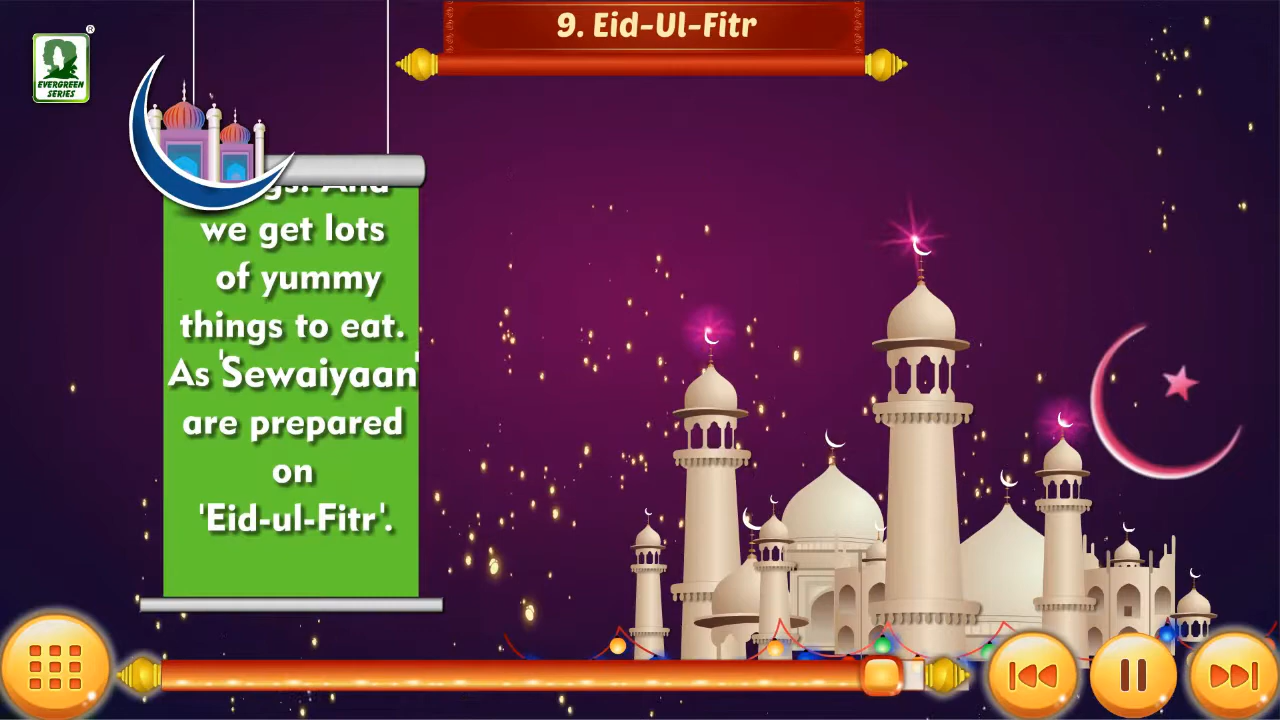 9. Eid-Ul-Fitr
®
EVERGREEN
SERIES
And
we get lots
of yummy
things to eat.
As 'Sewaiyaan'
are prepared
on
'Eid-ul-Fitr'.